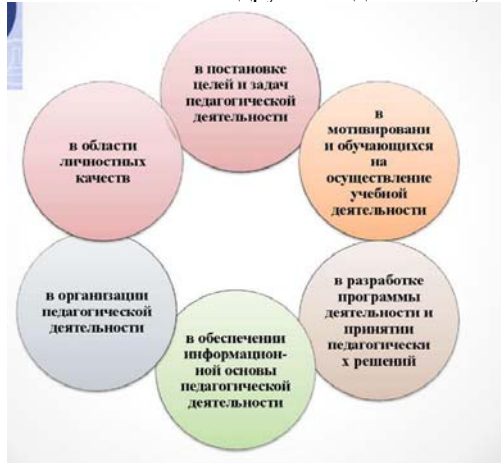 в постановке
целей и задач
педагогической
деятельности
в
мотивировани
и обучающихся
на
осуществление
учебной
деятельности
в разработке
программы
деятельности и
принятии
педагогически
х решений
в обеспечении
информацион-
ной основы
педагогической
деятельности
в организации
педагогической
деятельности
в области
личностных
качеств